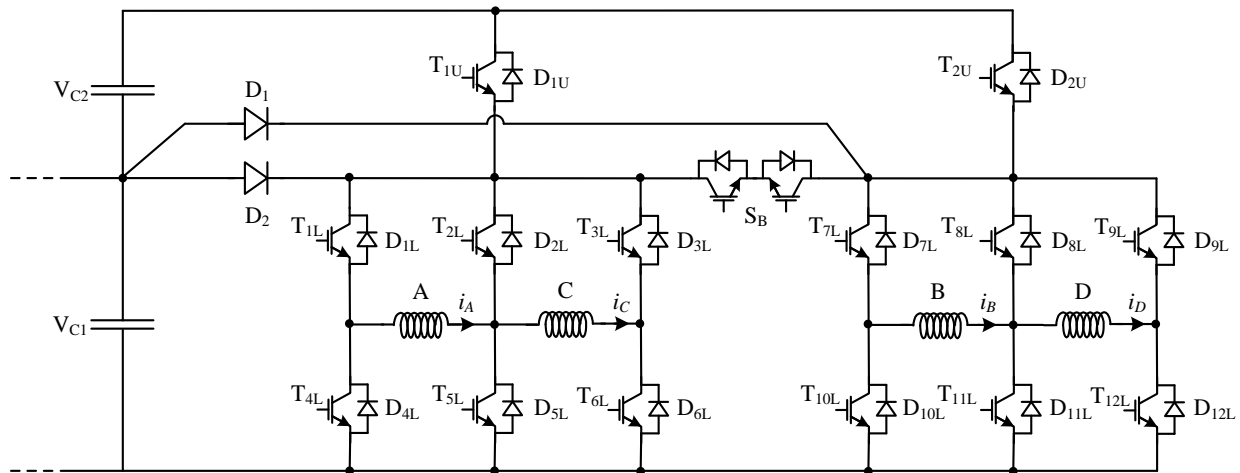 T1U
D1U
T2U
D2U
VC2
D1
D2
SB
T1L
D1L
T2L
D2L
T3L
D3L
T7L
D7L
T8L
D8L
T9L
D9L
A
iA
C
iC
B
iB
D
iD
VC1
T4L
D4L
T5L
D5L
T6L
D6L
T10L
D10L
T11L
D11L
T12L
D12L